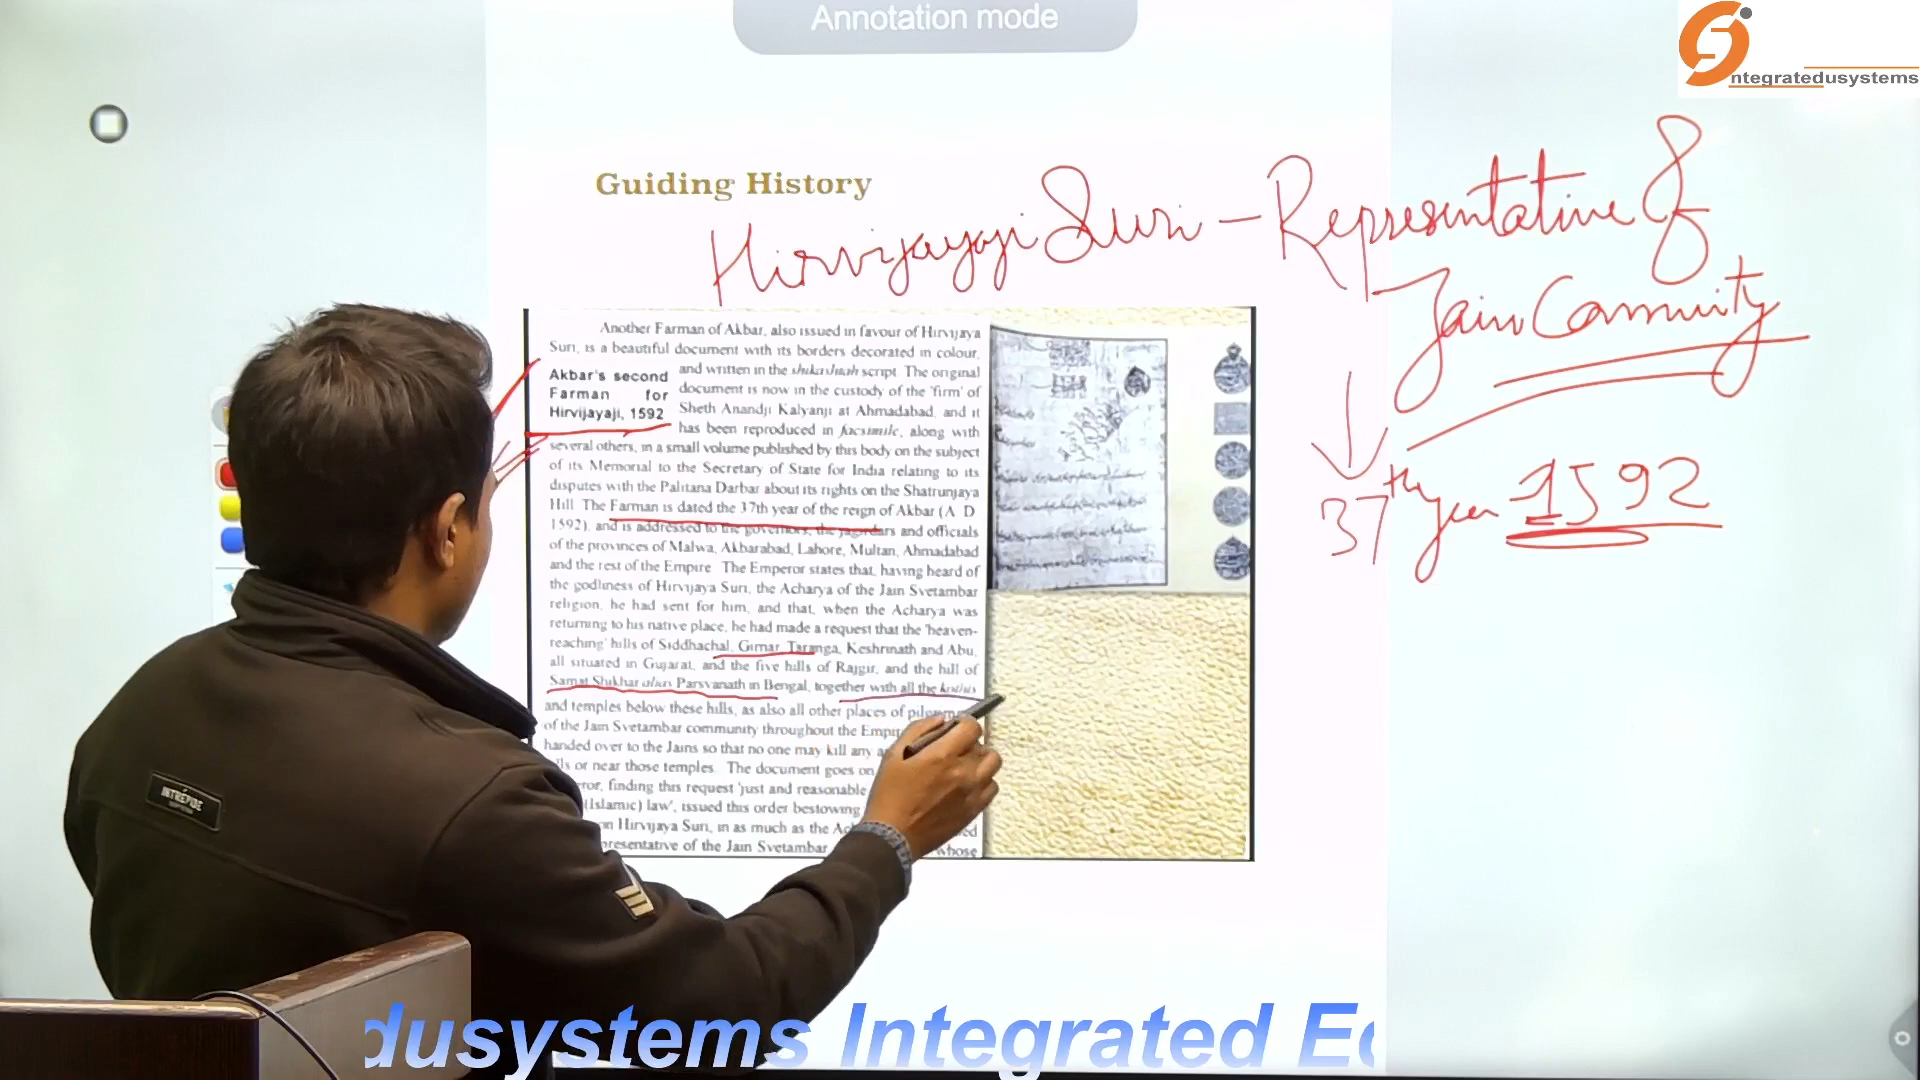 Annotation mode
ntegratedusystems
Guiding History
Hirvijayaji Suri - Representative of
Jain Community
37th year 1592
Another Farman of Akbar, also issued in favour of Hirvijaya
Suri, is a beautiful document with its borders decorated in colour,
Akbar's second
Farman for
Hirvijayaji, 1592
and written in the shikashtah script. The original
document is now in the custody of the 'firm' of
Sheth Anandji Kalyanji at Ahmadabad, and it
has been reproduced in facsimile, along with
several others, in a small volume published by this body on the subject
of its Memorial to the Secretary of State for India relating to its
disputes with the Palitana Darbar about its rights on the Shatrunjaya
Hill. The Farman is dated the 37th year of the reign of Akbar (A D
1592), and is addressed to the governors, the jagirdars and officials
of the provinces of Malwa, Akbarabad, Lahore, Multan, Ahmadabad
and the rest of the Empire. The Emperor states that, having heard of
the godliness of Hirvijaya Suri, the Acharya of the Jain Svetambar
religion, he had sent for him, and that, when the Acharya was
returning to his native place, he had made a request that the 'heaven-
reaching' hills of Siddhachal, Girnar, Taranga, Keshrinath and Abu,
all situated in Gujarat, and the five hills of Rajgir, and the hill of
Samat Shikhar alias Parsvanath in Bengal, together with all the kothis
and temples below these hills, as also all other places of
of the Jain Svetambar community throughout the
handed over to the Jains so that no one may kill any
or near those temples. The document goes on
finding this request 'just and reasonable
(Islamic) law', issued this order bestowing
Hirvijaya Suri, in as much as the
of the Jain Svetambar whose
INTRÉPIDE
dusystems Integrated Ed